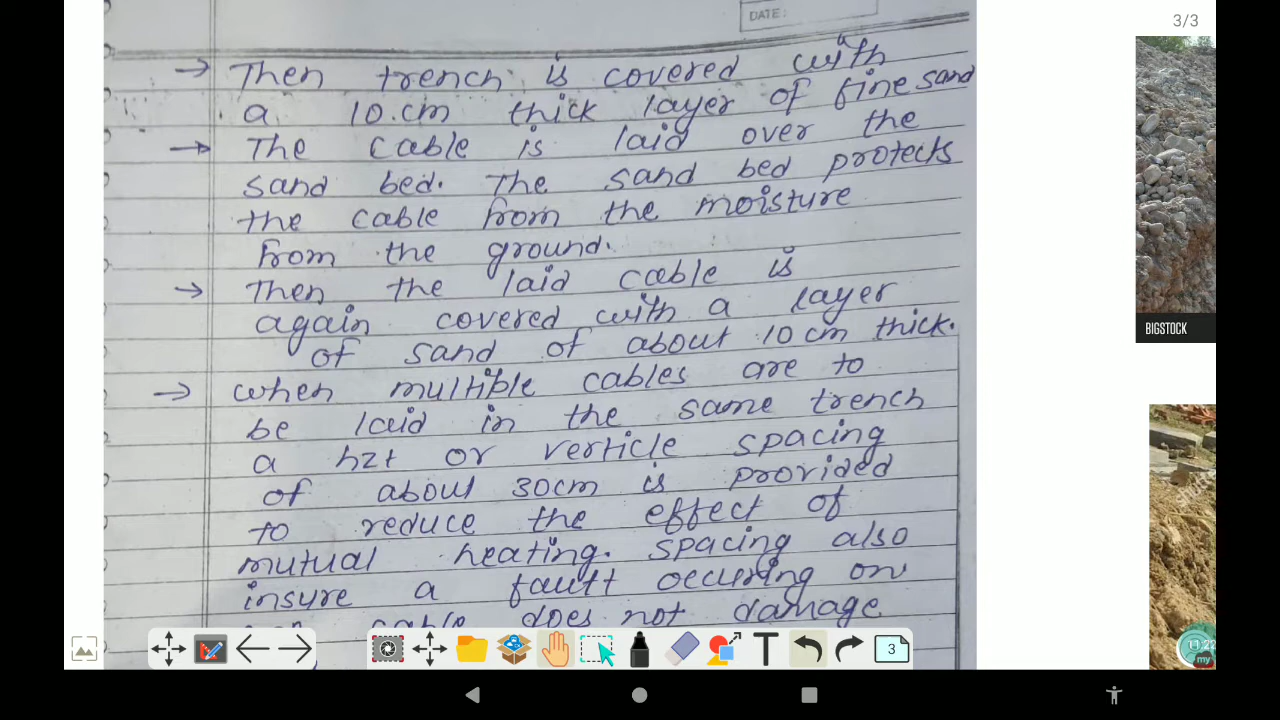 DATE:
3/3
→ Then trench is covered with
a 10.cm thick layer of fine sand
→ The cable is laid over the
sand bed. The sand bed protects
the cable from the moisture
from the ground.
→ Then the laid cable is
again covered with a layer
of sand of about 10 cm thick.
→ when multiple cables are to
be laid in the same trench
a hzt or verticle spacing
of about 30cm is provided
to reduce the effect of
mutual heating. spacing also
insure a fault occuring on
cable does not damage
BIGSTOCK
T
3
11:22
my